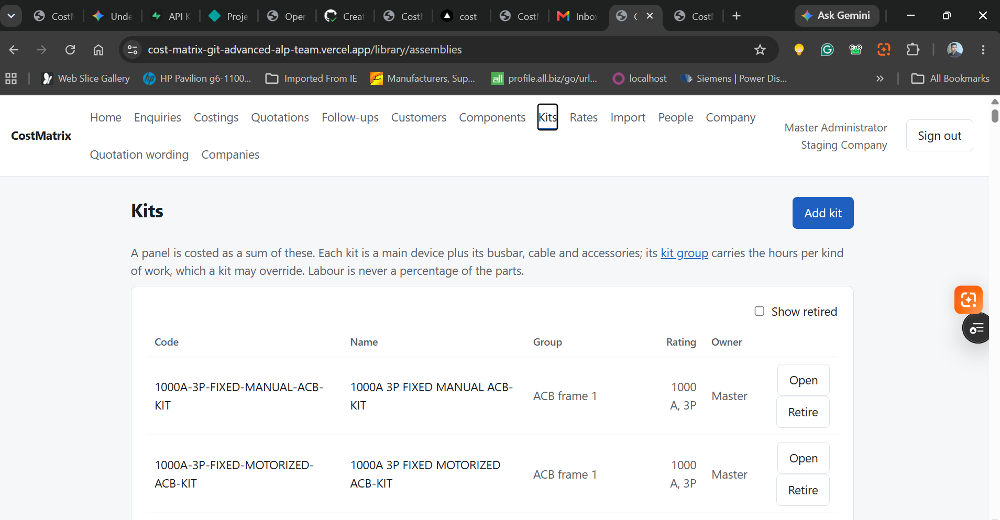 Cost
Unde
API K
Proje
Oper
Creat
Cost
cost-
Cost
Inbo
Cost
Ask Gemini
cost-matrix-git-advanced-alp-team.vercel.app/library/assemblies
Web Slice Gallery
HP Pavilion g6-1100...
Imported From IE
Manufacturers, Sup...
profile.all.biz/go/url...
localhost
Siemens | Power Dis...
All Bookmarks
CostMatrix
Home Enquiries Costings Quotations Follow-ups Customers Components Kits Rates Import People Company
Quotation wording Companies
Master Administrator
Staging Company
Sign out
Kits
Add kit
A panel is costed as a sum of these. Each kit is a main device plus its busbar, cable and accessories; its kit group carries the hours per kind
of work, which a kit may override. Labour is never a percentage of the parts.
Show retired
Code Name Group Rating Owner
1000A-3P-FIXED-MANUAL-ACB-
KIT
1000A 3P FIXED MANUAL ACB-
KIT
ACB frame 1
1000
A, 3P
Master
Open
Retire
1000A-3P-FIXED-MOTORIZED-
ACB-KIT
1000A 3P FIXED MOTORIZED
ACB-KIT
ACB frame 1
1000
A, 3P
Master
Open
Retire